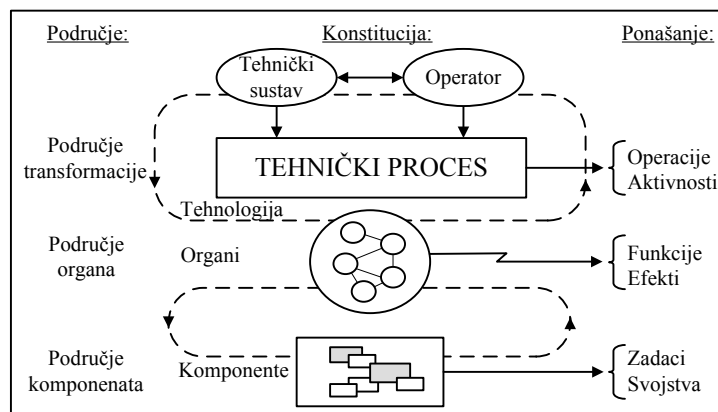 Područje:
Konstitucija:
Ponašanje:
Tehnički
sustav
Operator
Područje
transformacije
TEHNIČKI PROCES
Operacije
Aktivnosti
Tehnologija
Područje
organa
Organi
Funkcije
Efekti
Područje
komponenata
Komponente
Zadaci
Svojstva